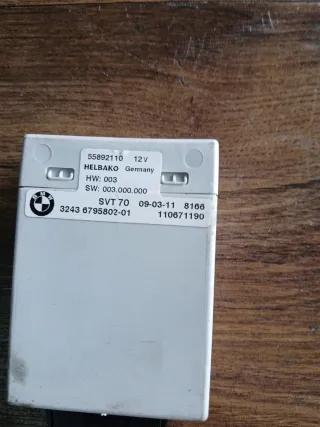 55892110 12V
HELBAKO Germany
HW: 003
SW: 003.000.000
SVT 70 09-03-11 8166
3243 6795802-01 110671190